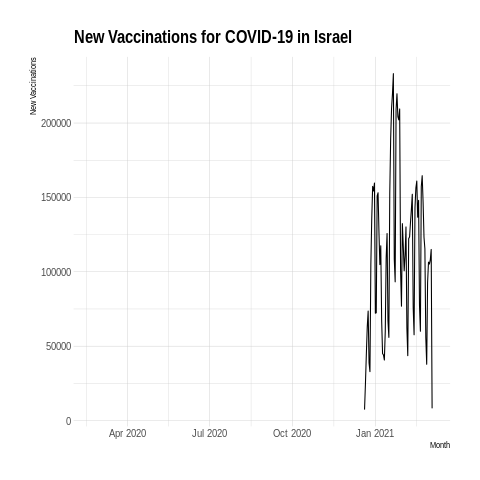 New Vaccinations for COVID-19 in Israel
New Vaccinations
200000
150000
100000
50000
0
Apr 2020
Jul 2020
Oct 2020
Jan 2021
Month